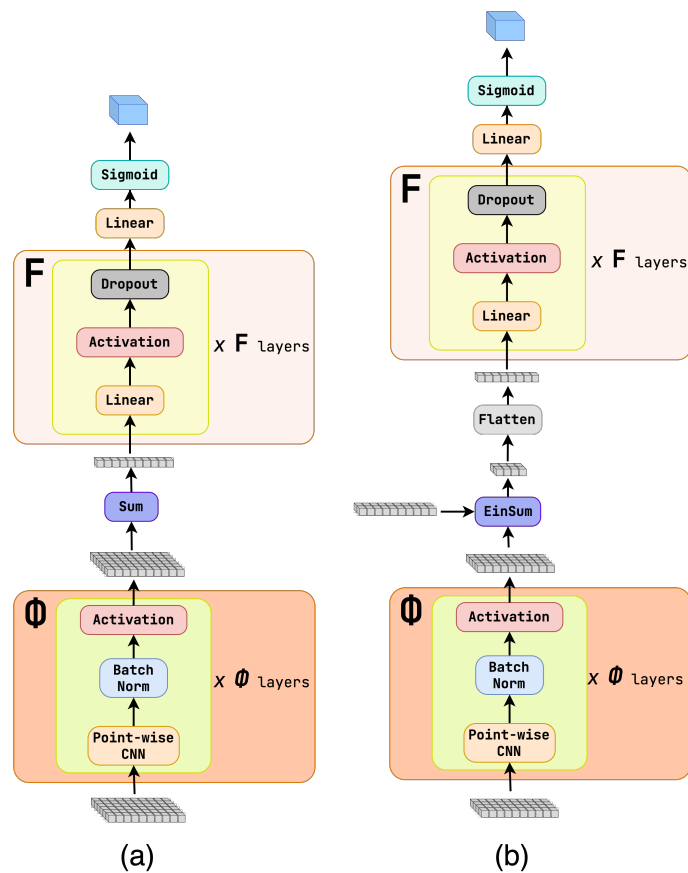 Sigmoid
Linear
F
Dropout
Activation
x F layers
Linear
Sum
Φ
Activation
Batch
Norm
x Φ layers
Point-wise
CNN
(a)
Sigmoid
Linear
F
Dropout
Activation
x F layers
Linear
Flatten
EinSum
Φ
Activation
Batch
Norm
x Φ layers
Point-wise
CNN
(b)